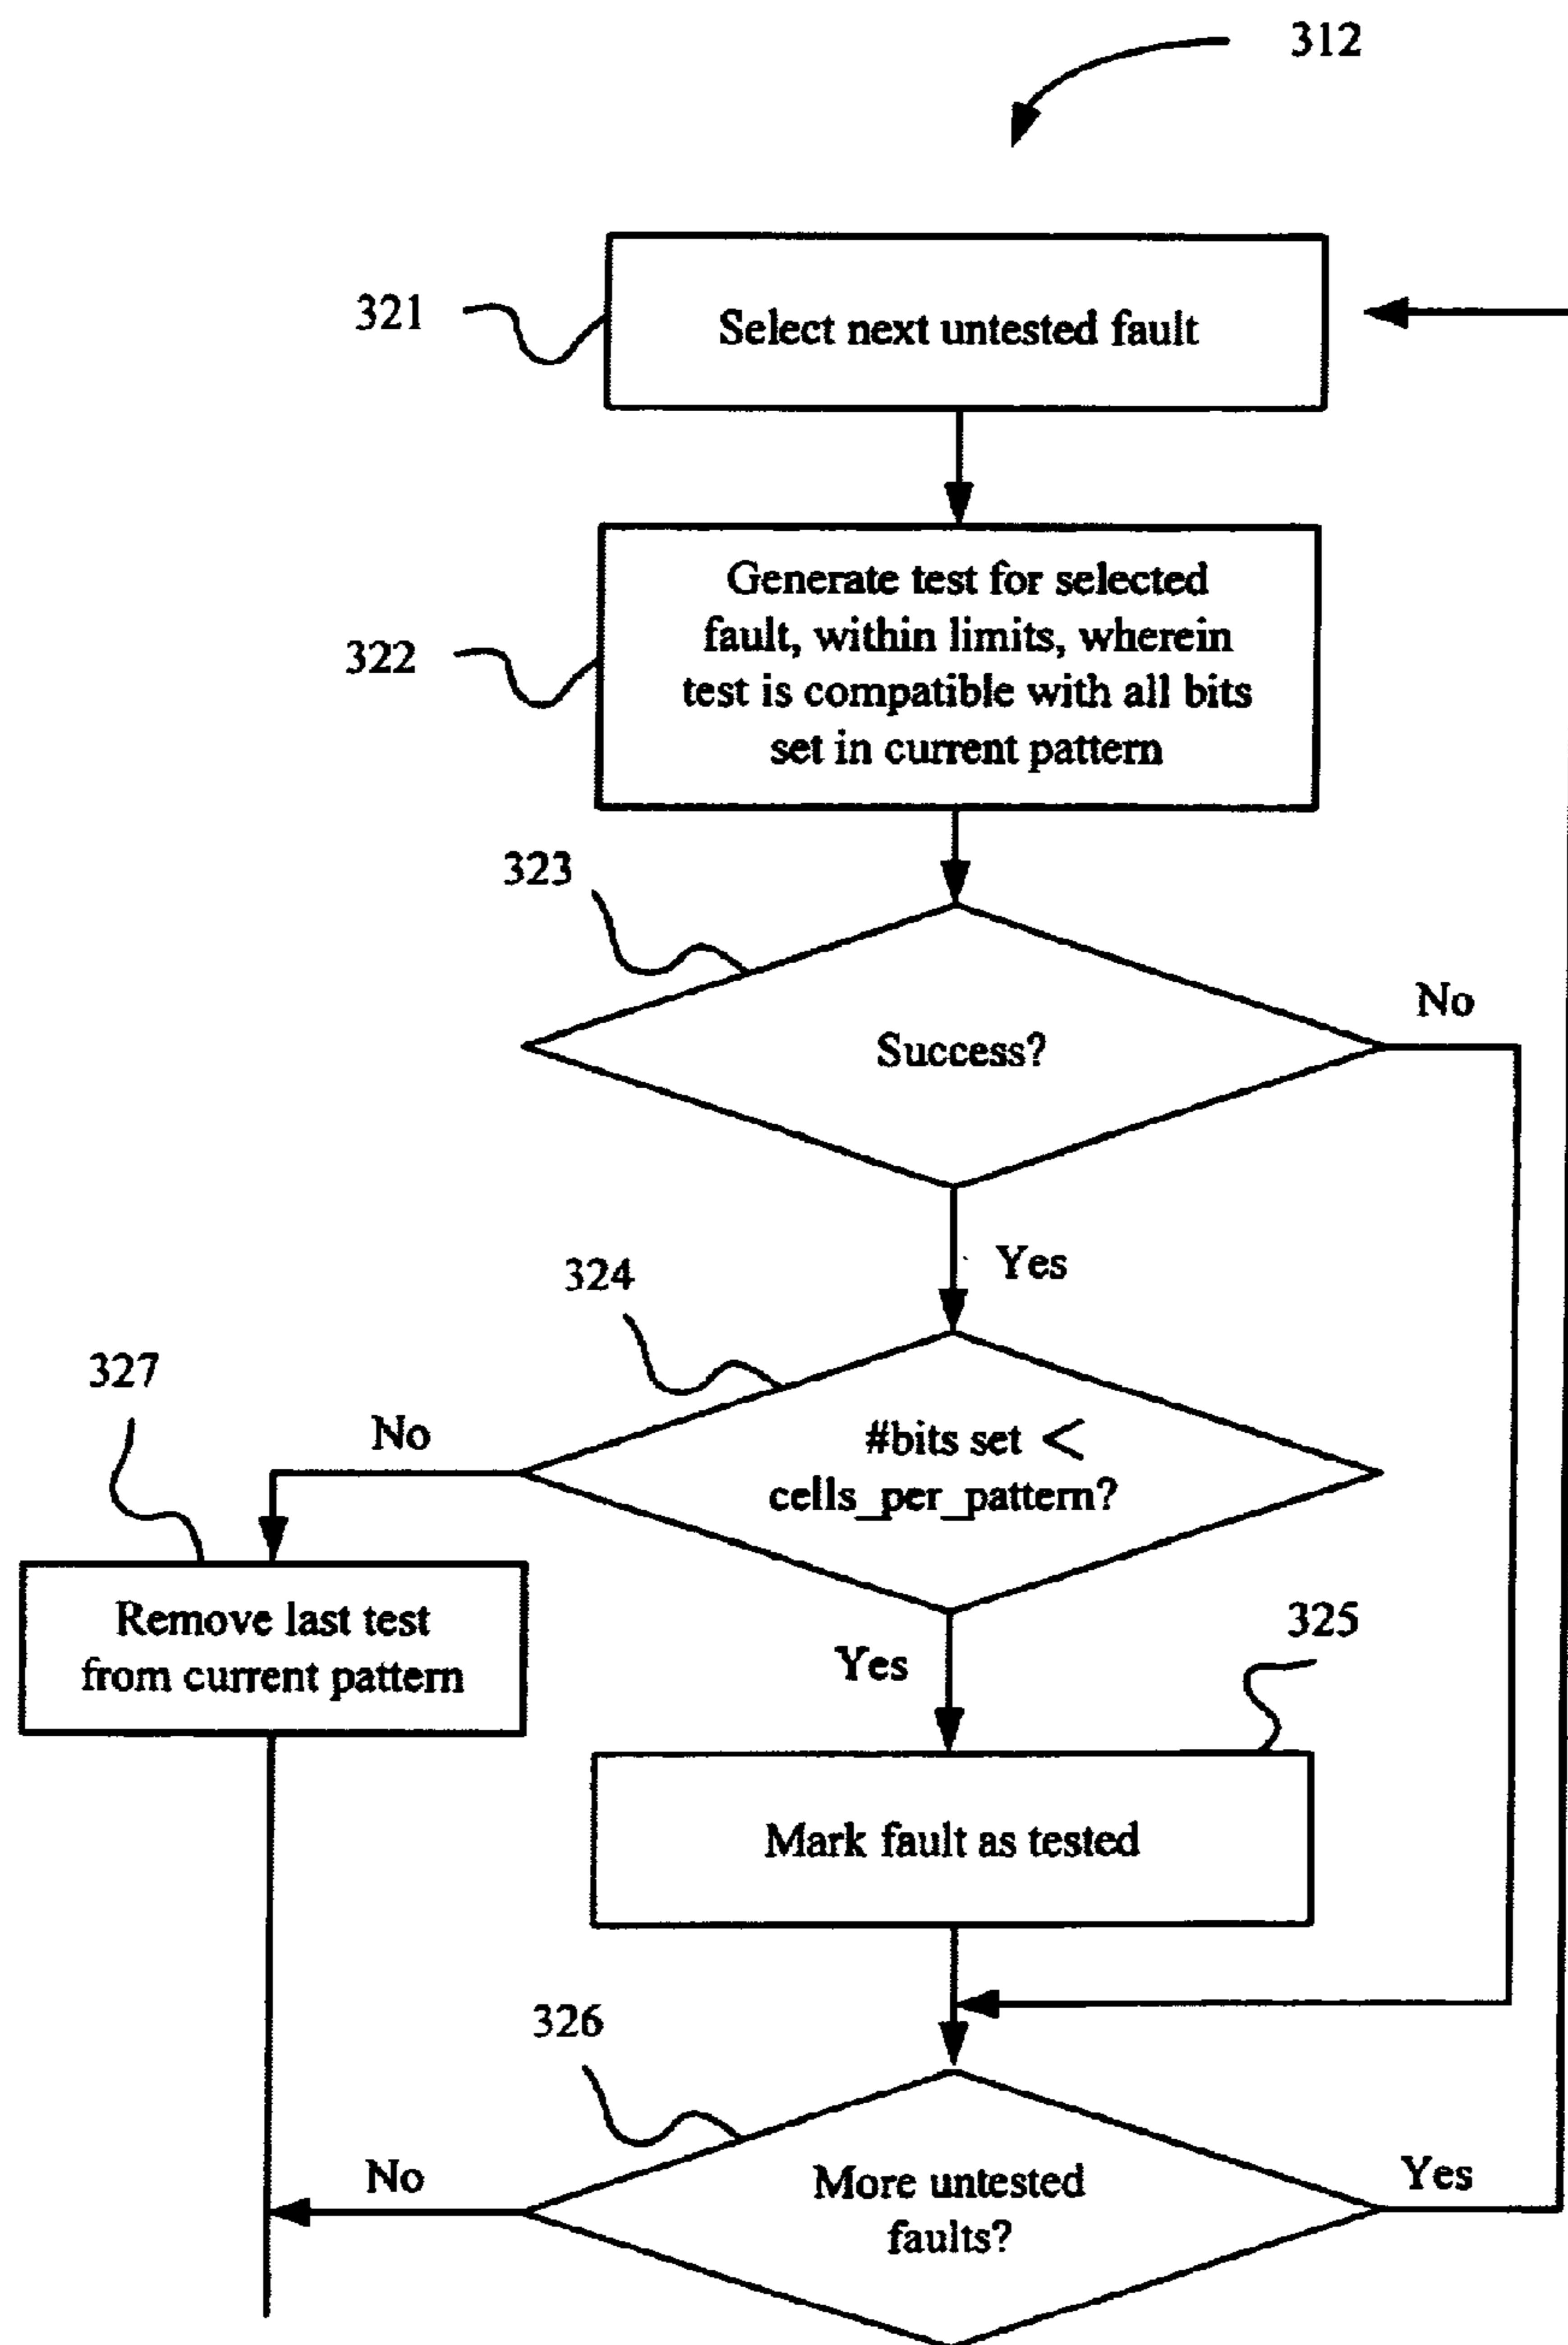 312
321
Select next untested fault
322
Generate test for selected
fault, within limits, wherein
test is compatible with all bits
set in current pattern
323
Success?
No
Yes
324
327
No
#bits set <
cells_per_pattern?
Remove last test
from current pattern
Yes
325
Mark fault as tested
326
No
More untested
faults?
Yes